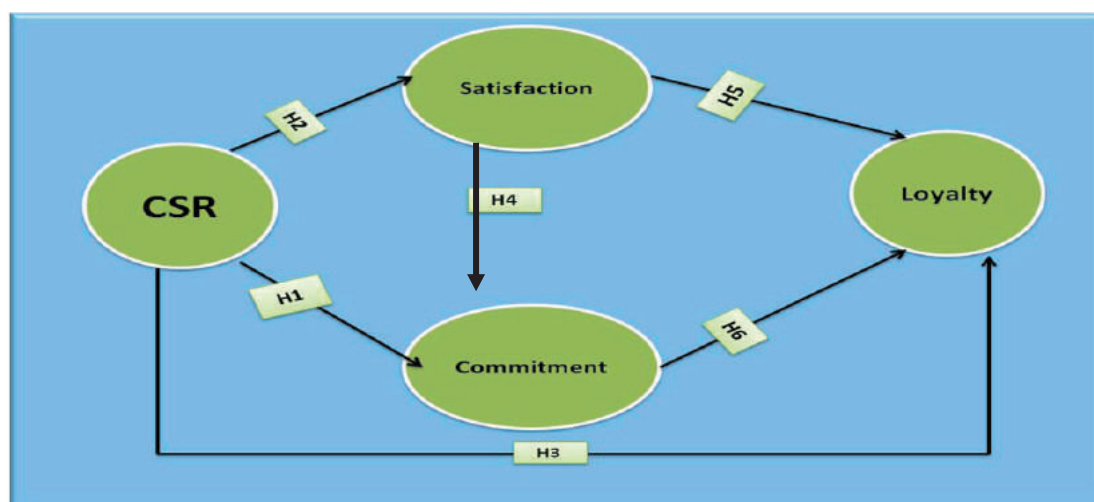 Satisfaction
H5
H2
CSR
H4
Loyalty
H1
H6
Commitment
H3